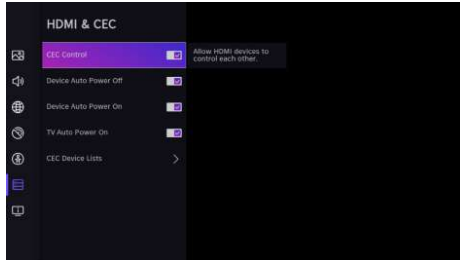 HDMI & CEC
CEC Control
Allow HDMI devices to
control each other.
Device Auto Power Off
Device Auto Power On
TV Auto Power On
CEC Device Lists